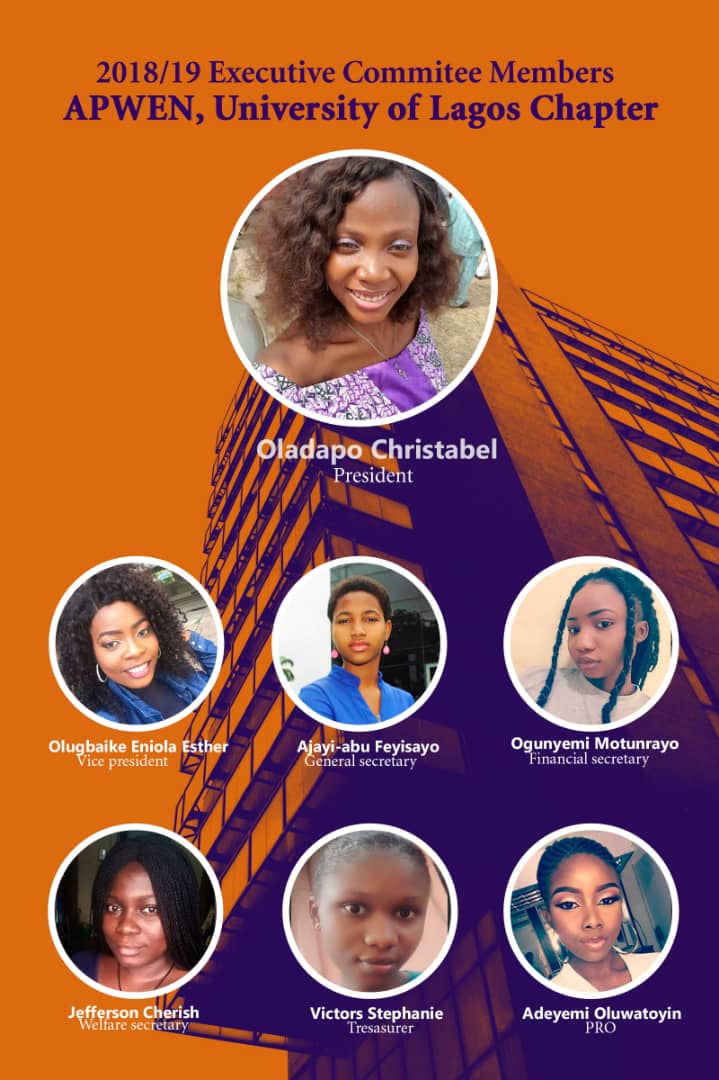 2018/19 Executive Commitee Members
APWEN, University of Lagos Chapter
Oladapo Christabel
President
Olugbaike Eniola Esther
Vice president
Ajayi-abu Feyisayo
General secretary
Ogunyemi Motunrayo
Financial secretary
Jefferson Cherish
Welfare secretary
Victors Stephanie
Tresasurer
Adeyemi Oluwatoyin
PRO